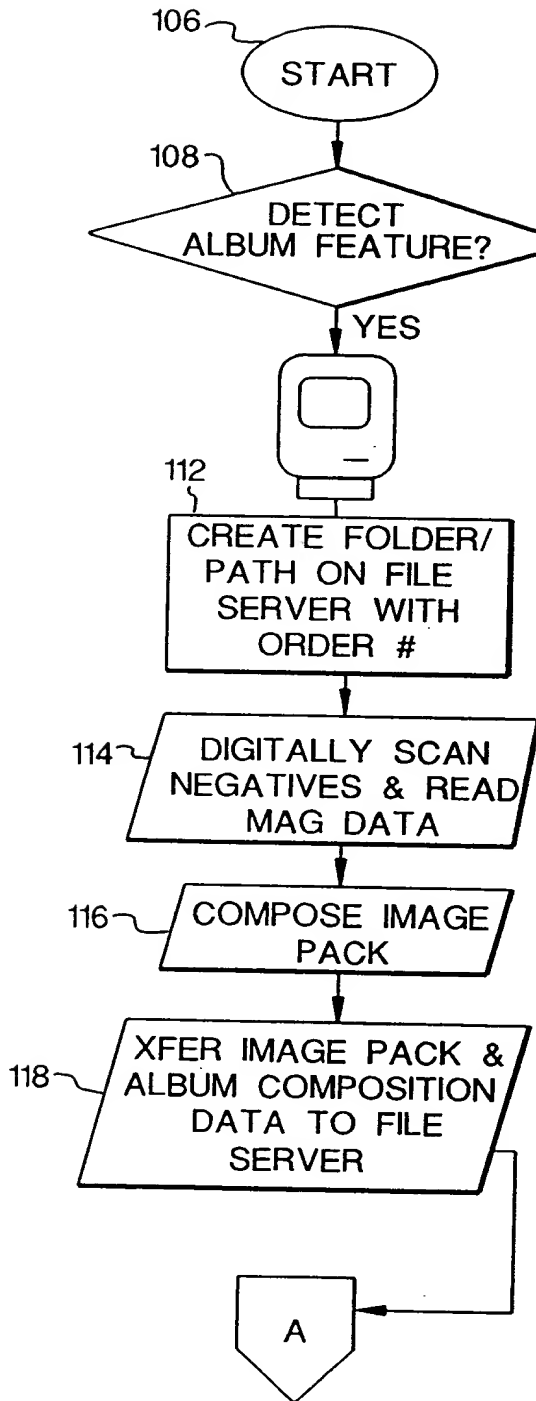 106
START
108
DETECT
ALBUM FEATURE?
YES
112
CREATE FOLDER/
PATH ON FILE
SERVER WITH
ORDER #
114
DIGITALLY SCAN
NEGATIVES & READ
MAG DATA
116
COMPOSE IMAGE
PACK
118
XFER IMAGE PACK &
ALBUM COMPOSITION
DATA TO FILE
SERVER
A